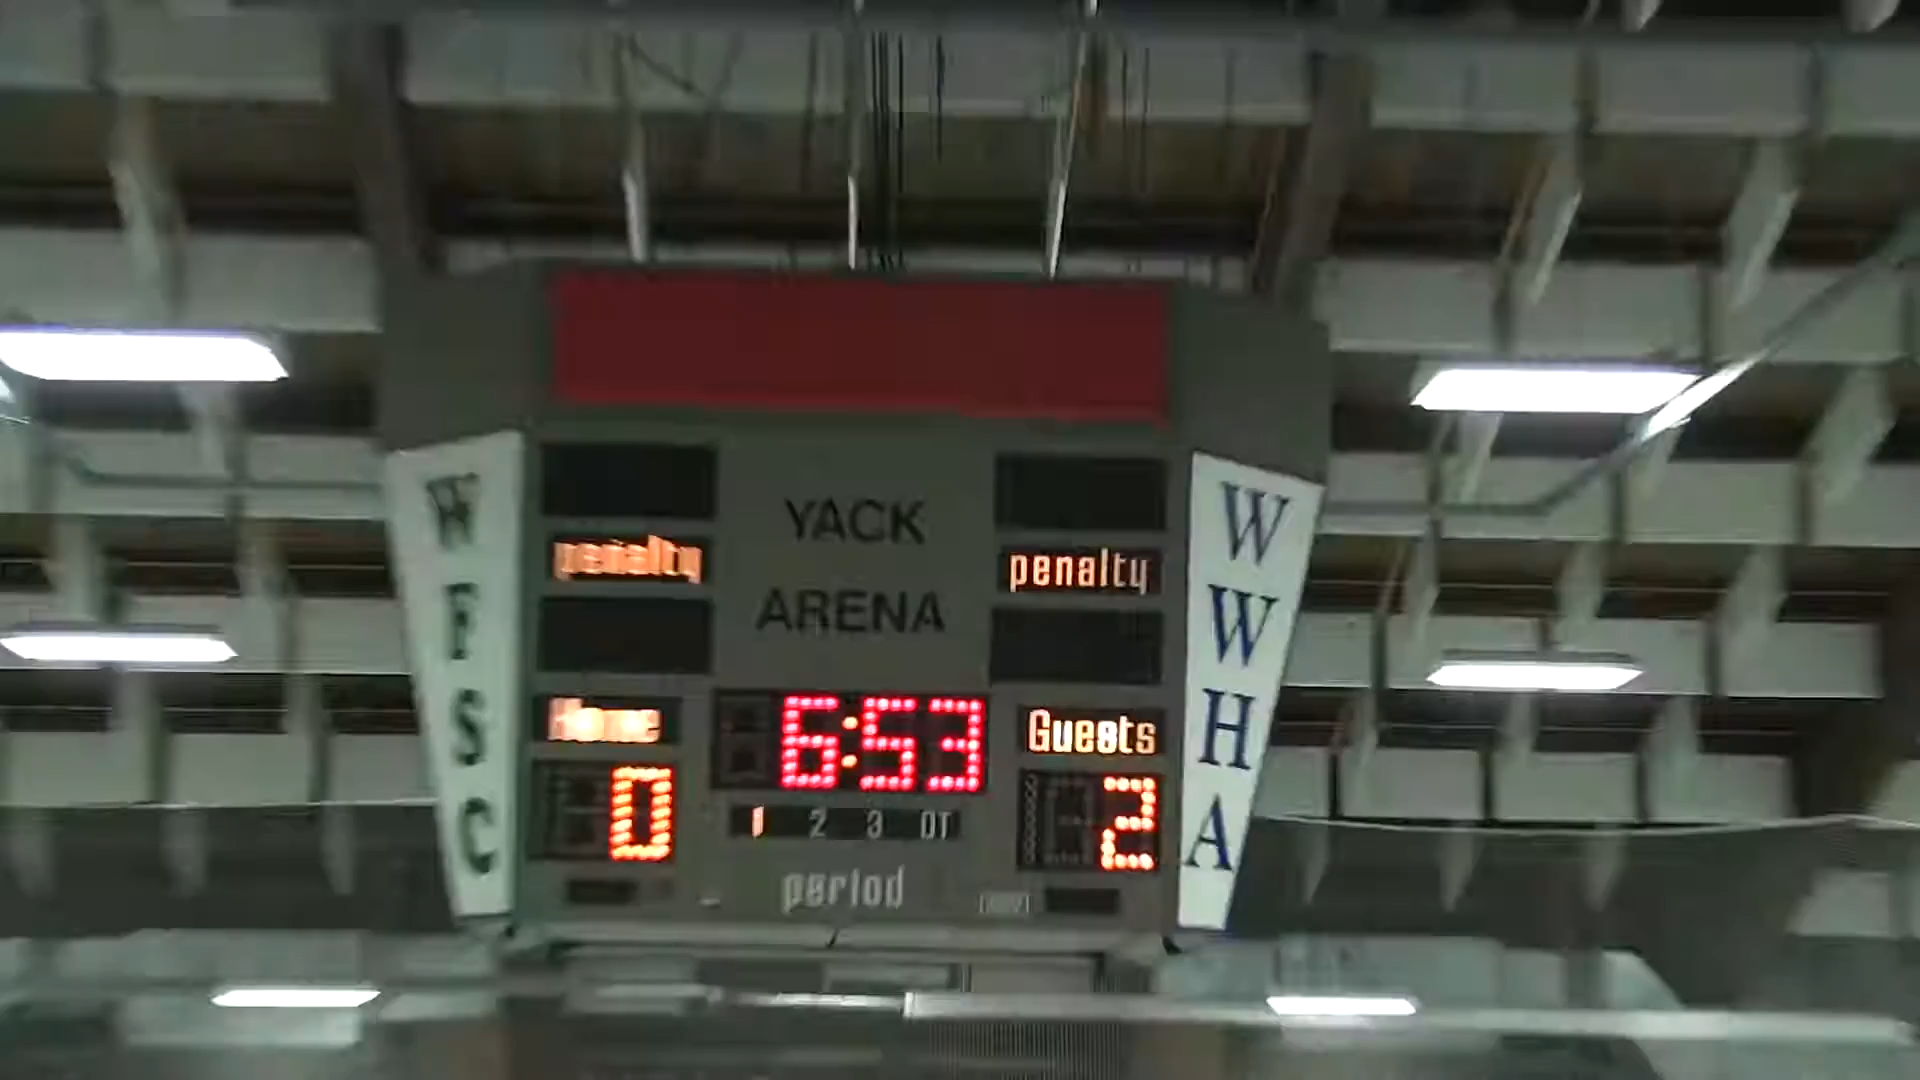 YACK
ARENA
penalty
penalty
W
F
S
C
W
W
H
A
Home
6:53
Guests
0
1 2 3 OT
2
period